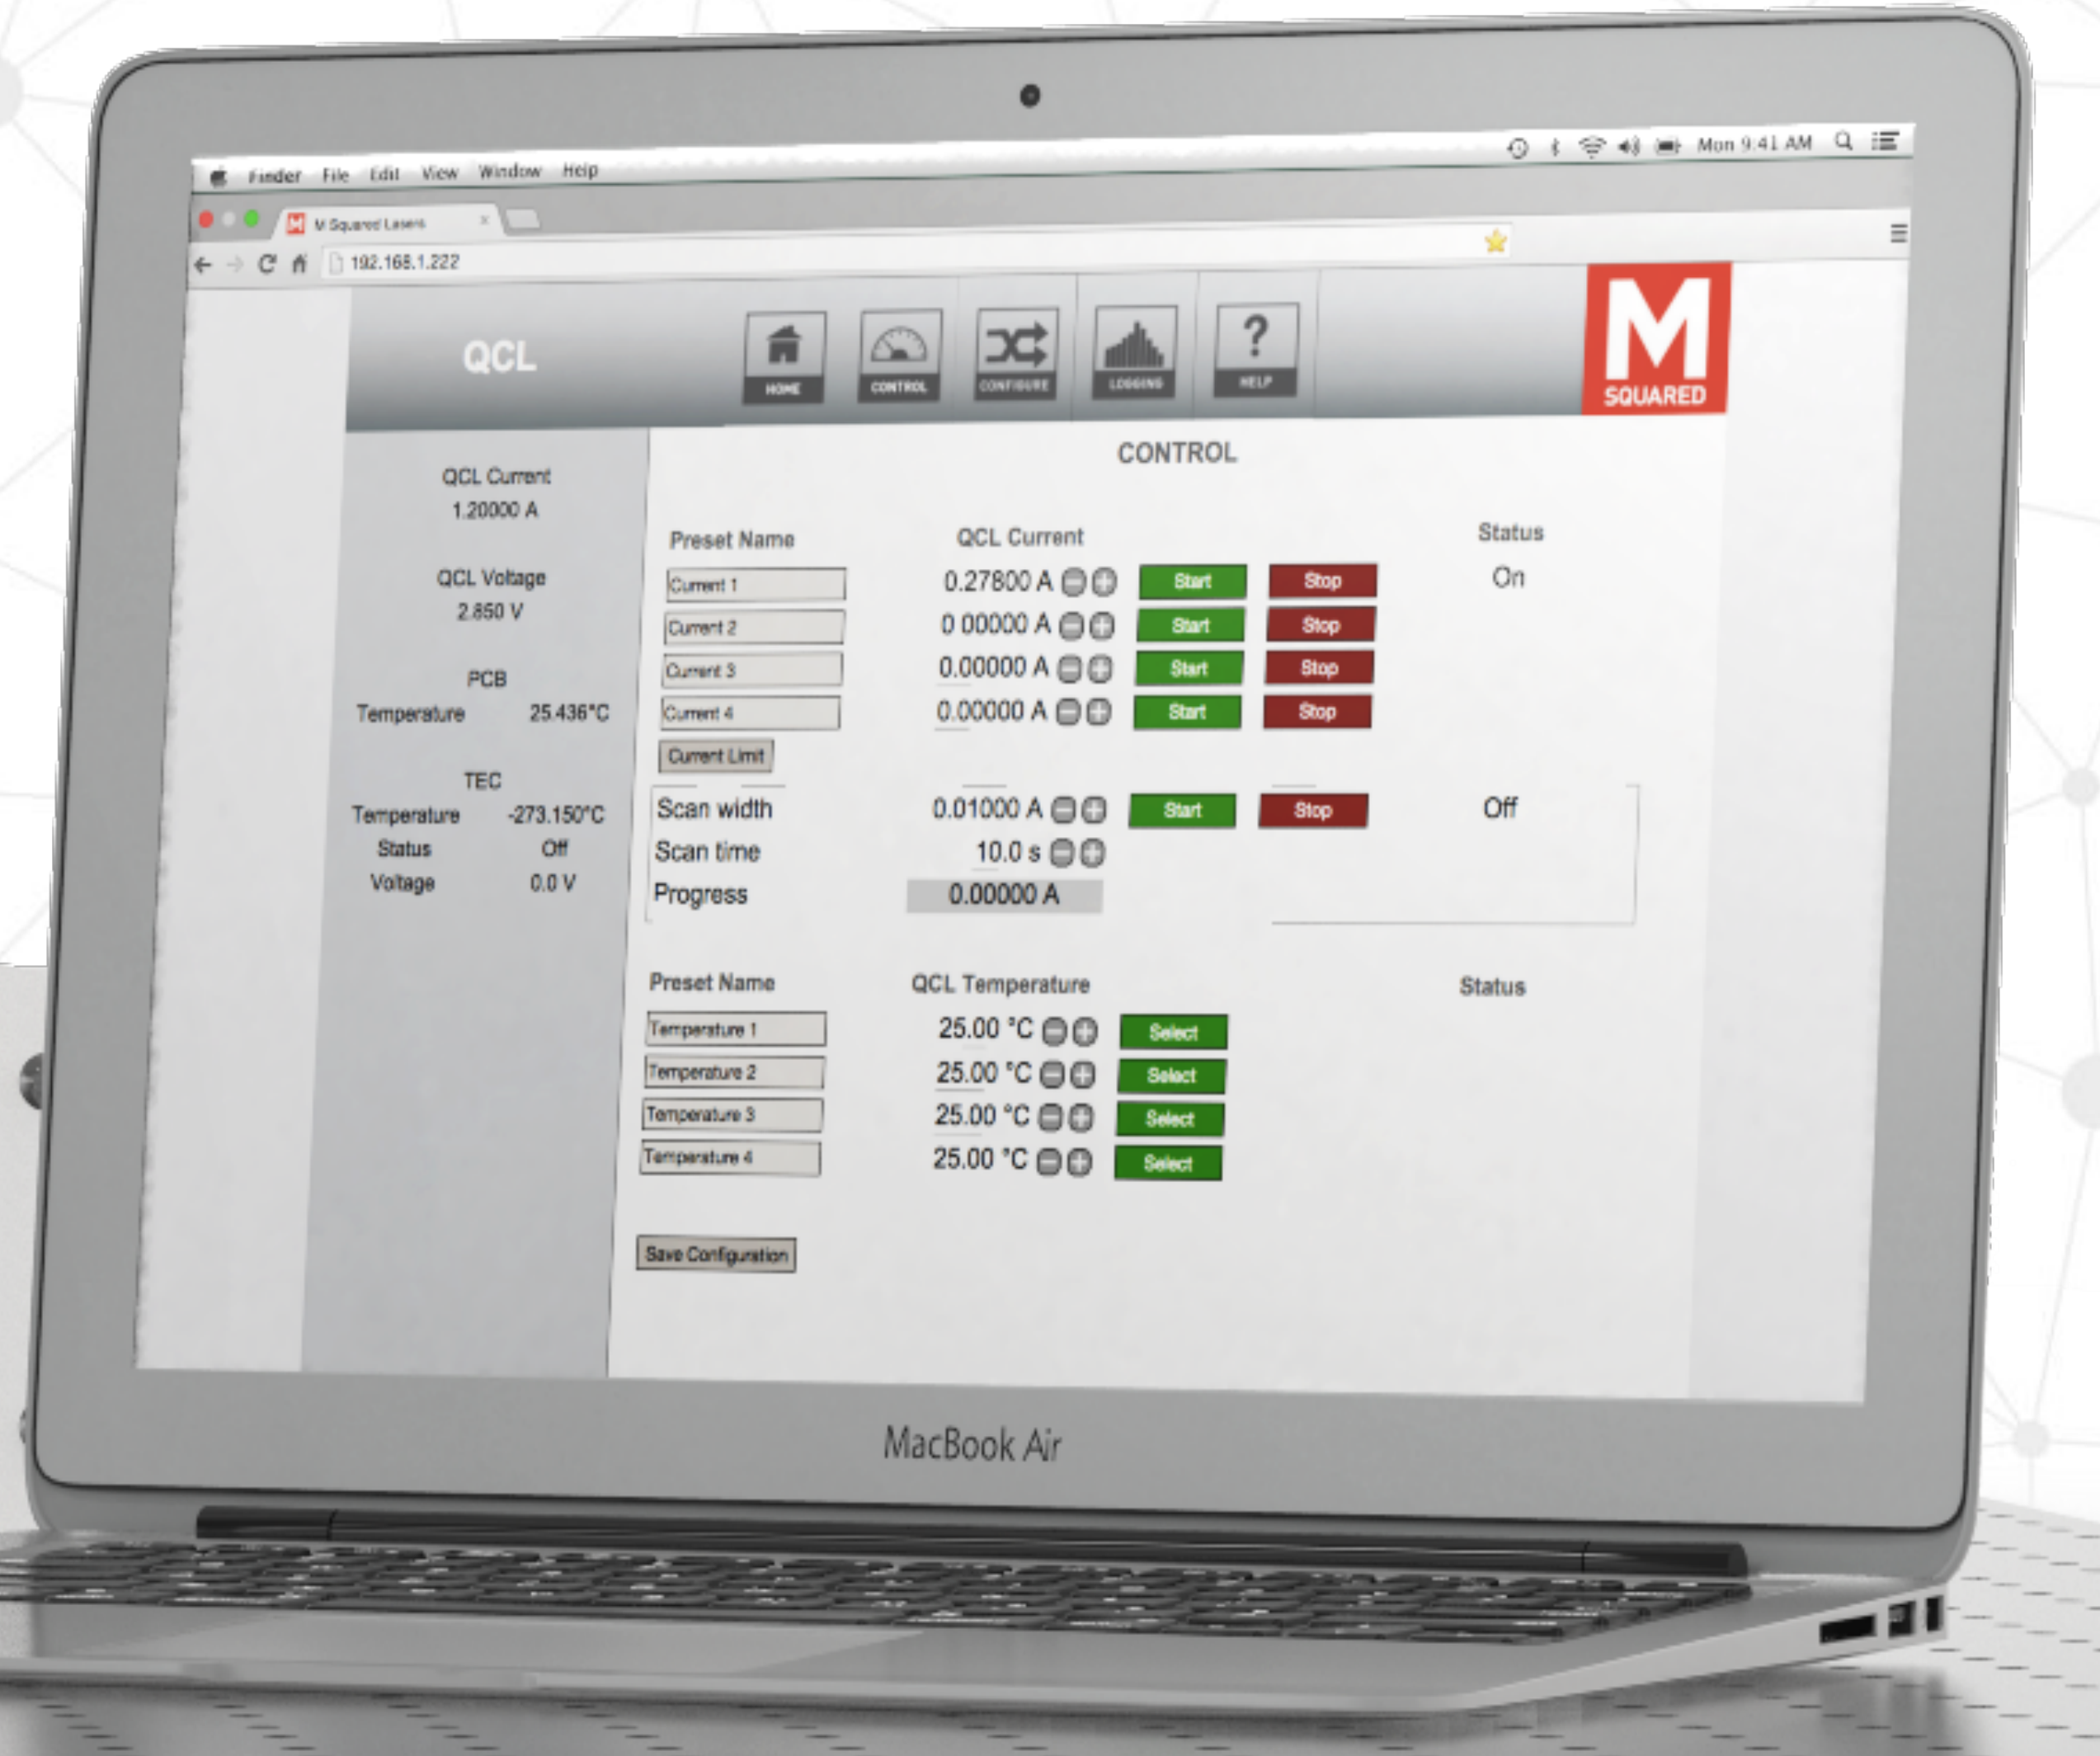 Finder File Edit View Window Help
Mon 9:41 AM
M Squared Lasers
192.168.1.222
QCL
HOME
CONTROL
CONFIGURE
LOGGING
HELP
M
SQUARED
QCL Current
1.20000 A
QCL Voltage
2.850 V
PCB
Temperature 25.436°C
TEC
Temperature -273.150°C
Status Off
Voltage 0.0 V
CONTROL
Preset Name QCL Current Status
Current 1 0.27800 A Start Stop On
Current 2 0 00000 A Start Stop
Current 3 0.00000 A Start Stop
Current 4 0.00000 A Start Stop
Current Limit
Scan width 0.01000 A Start Stop Off
Scan time 10.0 s
Progress 0.00000 A
Preset Name QCL Temperature Status
Temperature 1 25.00 °C Select
Temperature 2 25.00 °C Select
Temperature 3 25.00 °C Select
Temperature 4 25.00 °C Select
Save Configuration
MacBook Air